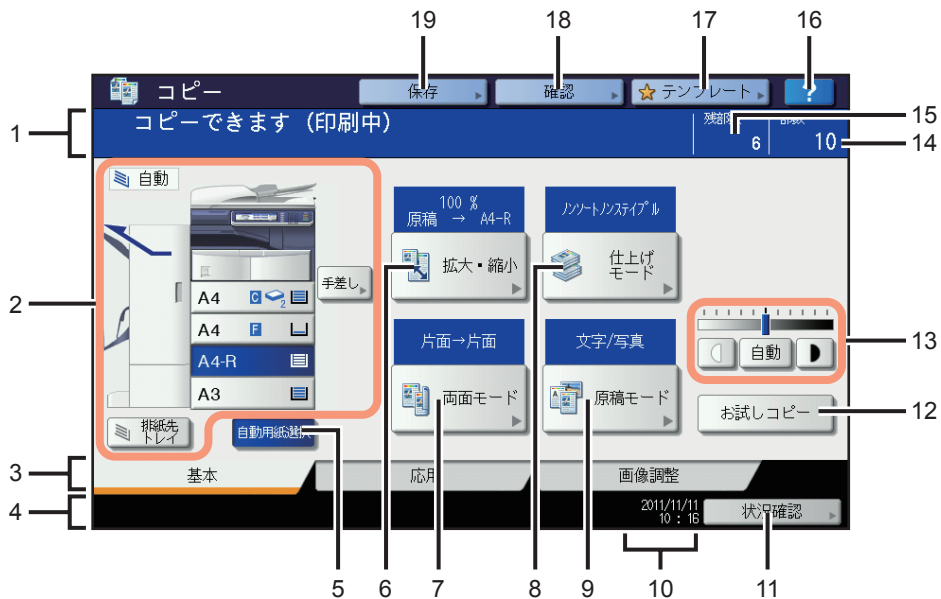 19
18
17
16
コピー
保存
確認
テンプレート
?
コピーできます（印刷中）
15
6
10
14
1
自動
100 %
原稿 → A4-R
ノンソートノンステイプル
拡大・縮小
仕上げ
モード
手差し
2
A4
C
2
A4
F
A4-R
A3
片面→片面
文字/写真
自動
13
両面モード
原稿モード
お試しコピー
12
排紙先
トレイ
自動用紙選択
3
基本
応用
画像調整
4
2011/11/11
10 : 16
状況確認
5
6
7
8
9
10
11